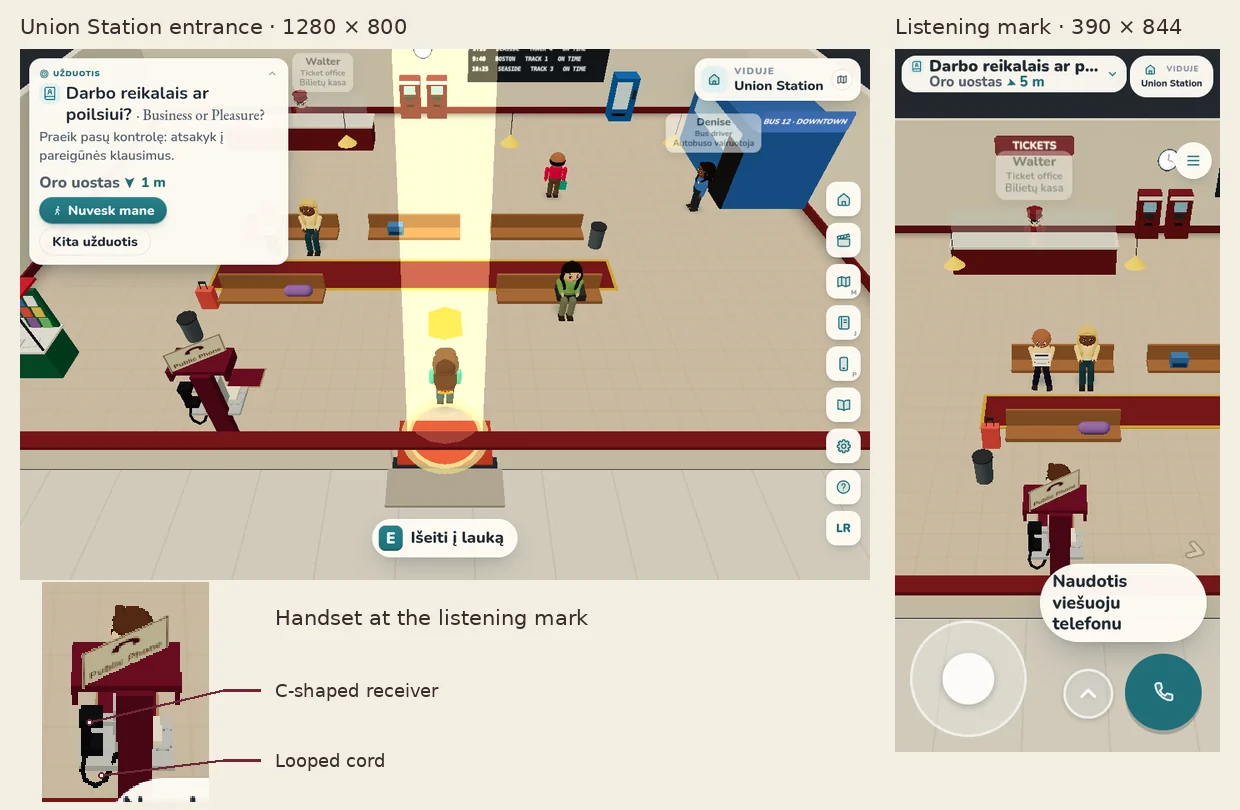 Union Station entrance · 1280 × 800
UŽDUOTIS
Darbo reikalais ar
poilsiui? · Business or Pleasure?
Praeik pasų kontrolę: atsakyk į
pareigūnės klausimus.
Oro uostas 1 m
Nuvesk mane
Kita užduotis
Walter
Ticket office
Bilietų kasa
9:40 BOSTON TRACK 1 ON TIME
10:25 SEASIDE TRACK 3 ON TIME
VIDUJE
Union Station
Denise
Bus driver
Autobuso vairuotoja
BUS 12 · DOWNTOWN
Public Phone
M
J
P
LR
E Išeiti į lauką
Listening mark · 390 × 844
Darbo reikalais ar p...
Oro uostas 5 m
VIDUJE
Union Station
TICKETS
Walter
Ticket office
Bilietų kasa
Public Phone
Naudotis
viešuoju
telefonu
Handset at the listening mark
Public Phone
C-shaped receiver
Looped cord